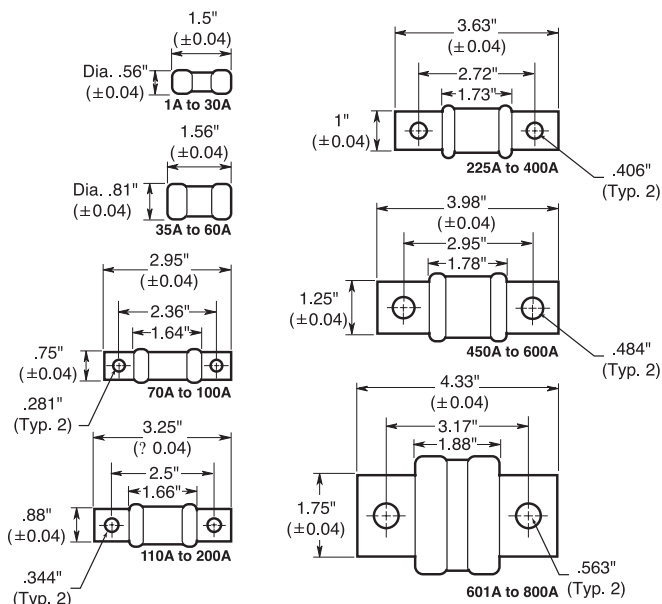 1.5"
(±0.04)
Dia. .56"
(±0.04)
1A to 30A
1.56"
(±0.04)
Dia. .81"
(±0.04)
35A to 60A
2.95"
(±0.04)
2.36"
1.64"
.75"
(±0.04)
70A to 100A
.281"
(Typ. 2)
3.25"
(? 0.04)
2.5"
1.66"
.88"
(±0.04)
110A to 200A
.344"
(Typ. 2)
3.63"
(±0.04)
2.72"
1.73"
1"
(±0.04)
225A to 400A
.406"
(Typ. 2)
3.98"
(±0.04)
2.95"
1.78"
1.25"
(±0.04)
450A to 600A
.484"
(Typ. 2)
4.33"
(±0.04)
3.17"
1.88"
1.75"
(±0.04)
.563"
(Typ. 2)
601A to 800A